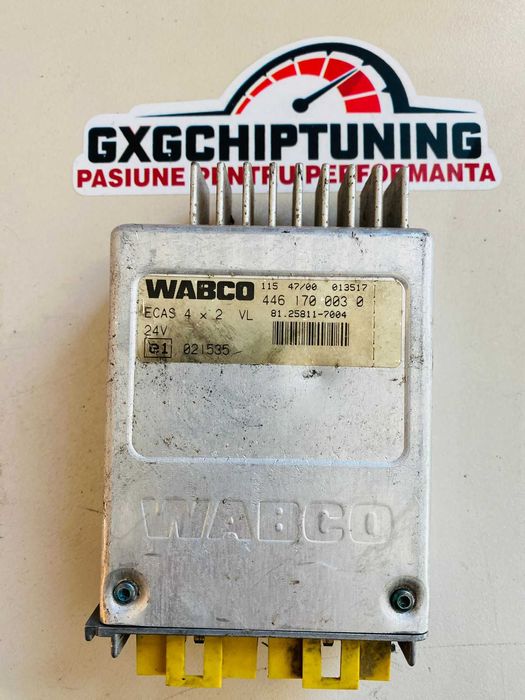 GXGCHIPTUNING
PASIUNE PENTRU PERFORMANTA
WABCO 115 47/00 013517
446 170 003 0
ECAS 4 x 2 VL 81.25811-7004
24V
e1 021535
WABCO